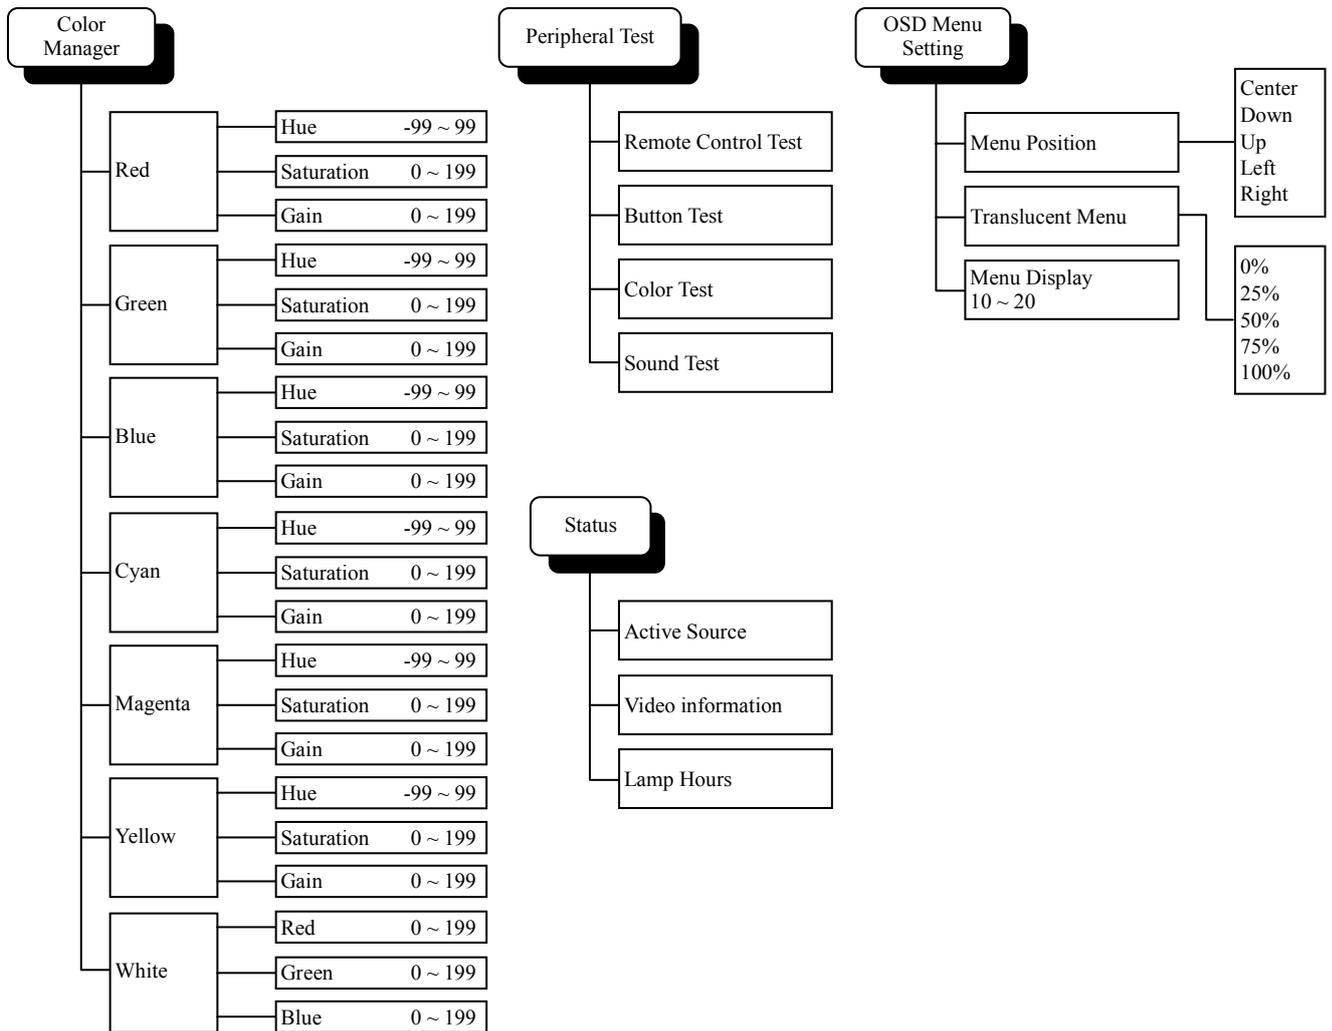 Color
Manager
Red
Hue -99 ~ 99
Saturation 0 ~ 199
Gain 0 ~ 199
Green
Hue -99 ~ 99
Saturation 0 ~ 199
Gain 0 ~ 199
Blue
Hue -99 ~ 99
Saturation 0 ~ 199
Gain 0 ~ 199
Cyan
Hue -99 ~ 99
Saturation 0 ~ 199
Gain 0 ~ 199
Magenta
Hue -99 ~ 99
Saturation 0 ~ 199
Gain 0 ~ 199
Yellow
Hue -99 ~ 99
Saturation 0 ~ 199
Gain 0 ~ 199
White
Red 0 ~ 199
Green 0 ~ 199
Blue 0 ~ 199
Peripheral Test
Remote Control Test
Button Test
Color Test
Sound Test
Status
Active Source
Video information
Lamp Hours
OSD Menu
Setting
Menu Position
Center
Down
Up
Left
Right
Translucent Menu
0%
25%
50%
75%
100%
Menu Display
10 ~ 20